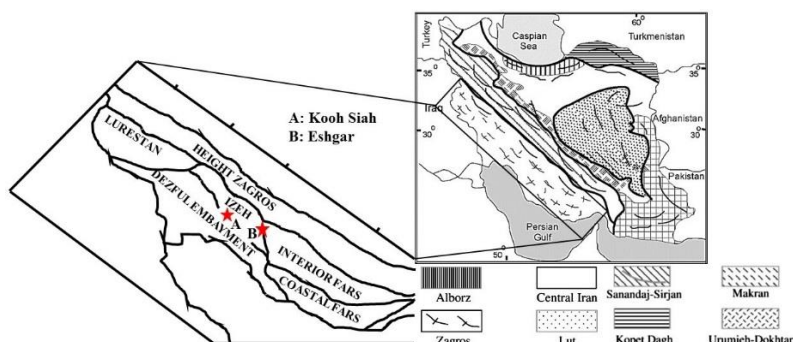 A: Kooh Siah
B: Eshgar
LURESTAN
HEIGHT ZAGROS
IZEH
DEZFUL EMBAYMENT
A
B
INTERIOR FARS
COASTAL FARS
Turkey
Caspian
Sea
60
Turkmenistan
35
35
Iraq
30
Afghanistan
30
Pakistan
Persian
Gulf
50
Alborz
Central Iran
Sanandaj-Sirjan
Makran
Zagros
Lut
Kopet Dagh
Urumieh-Dokhtar